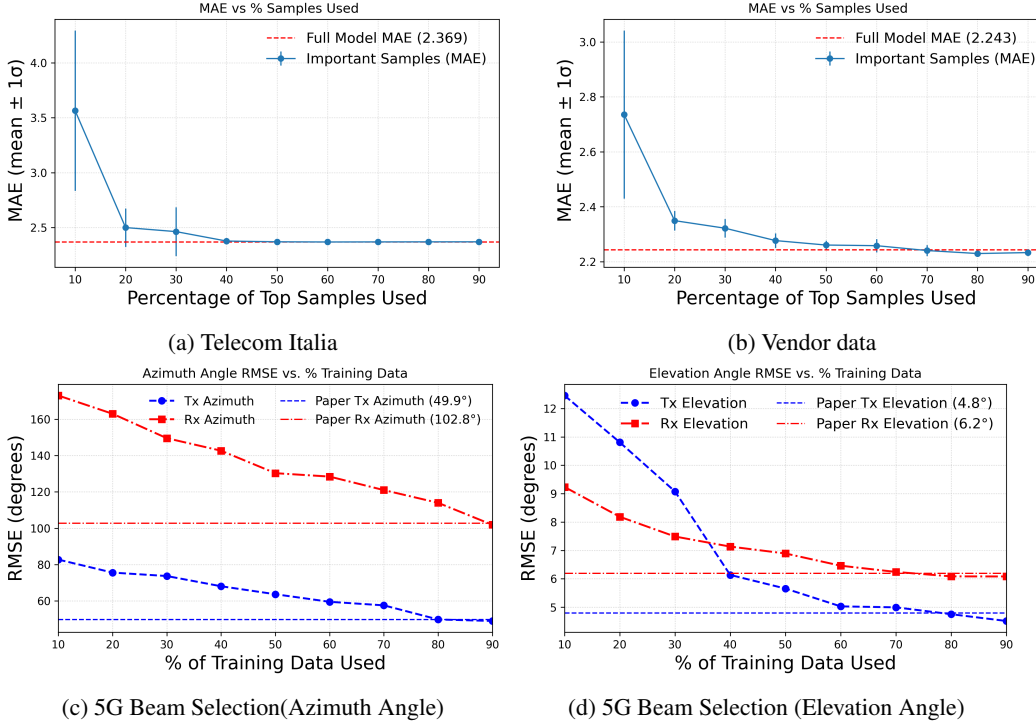 MAE vs % Samples Used
Full Model MAE (2.369)
Important Samples (MAE)
MAE (mean ± 1σ)
4.0
3.5
3.0
2.5
10 20 30 40 50 60 70 80 90
Percentage of Top Samples Used
(a) Telecom Italia
MAE vs % Samples Used
Full Model MAE (2.243)
Important Samples (MAE)
MAE (mean ± 1σ)
3.0
2.8
2.6
2.4
2.2
10 20 30 40 50 60 70 80 90
Percentage of Top Samples Used
(b) Vendor data
Azimuth Angle RMSE vs. % Training Data
Tx Azimuth
Rx Azimuth
Paper Tx Azimuth (49.9°)
Paper Rx Azimuth (102.8°)
RMSE (degrees)
160
140
120
100
80
60
10 20 30 40 50 60 70 80 90
% of Training Data Used
(c) 5G Beam Selection(Azimuth Angle)
Elevation Angle RMSE vs. % Training Data
Tx Elevation
Rx Elevation
Paper Tx Elevation (4.8°)
Paper Rx Elevation (6.2°)
RMSE (degrees)
12
11
10
9
8
7
6
5
10 20 30 40 50 60 70 80 90
% of Training Data Used
(d) 5G Beam Selection (Elevation Angle)